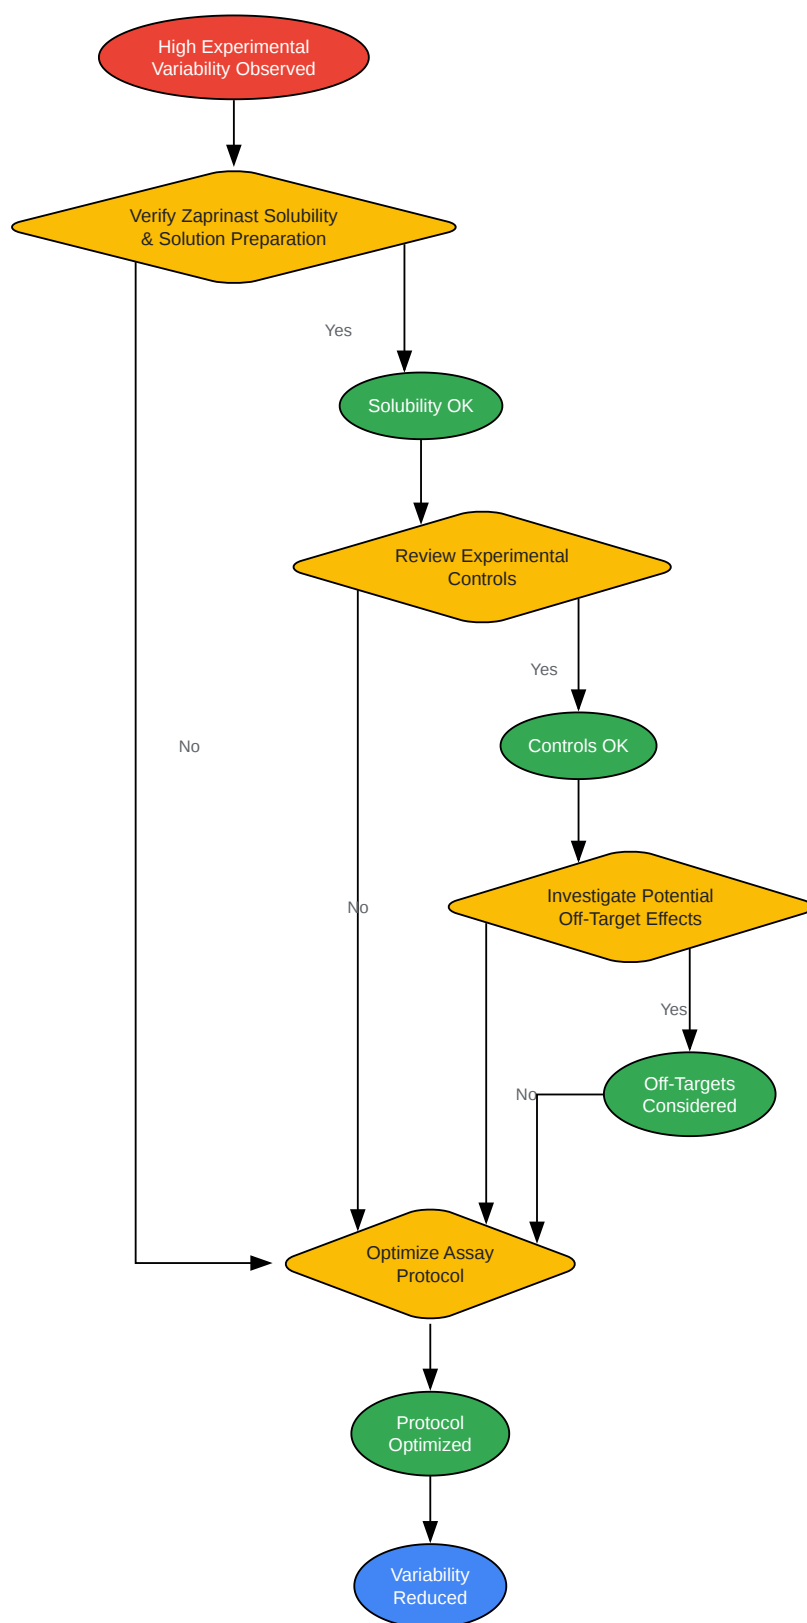 High Experimental
Variability Observed
Verify Zaprinast Solubility
& Solution Preparation
Yes
Solubility OK
Review Experimental
Controls
Yes
No
Controls OK
Investigate Potential
Off-Target Effects
No
Yes
Off-Targets
Considered
No
Optimize Assay
Protocol
Protocol
Optimized
Variability
Reduced